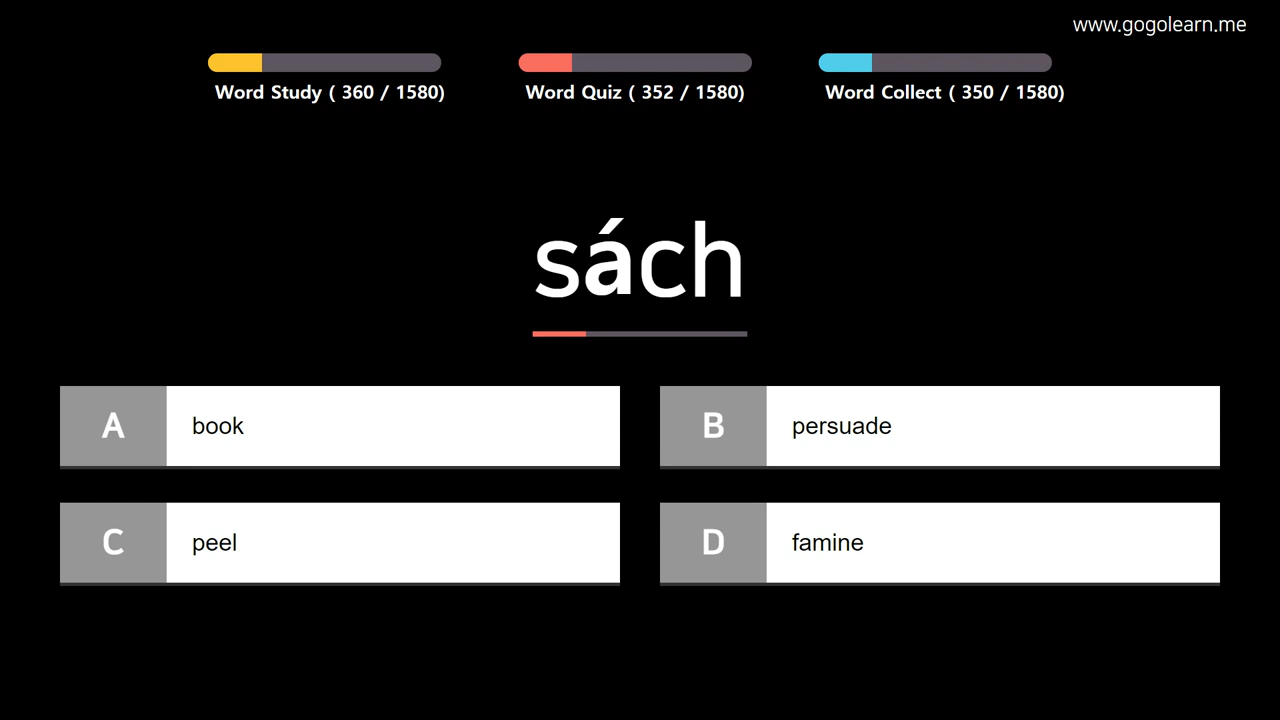 www.gogolearn.me
Word Study ( 360 / 1580)
Word Quiz ( 352 / 1580)
Word Collect ( 350 / 1580)
sách
A book
B persuade
C peel
D famine